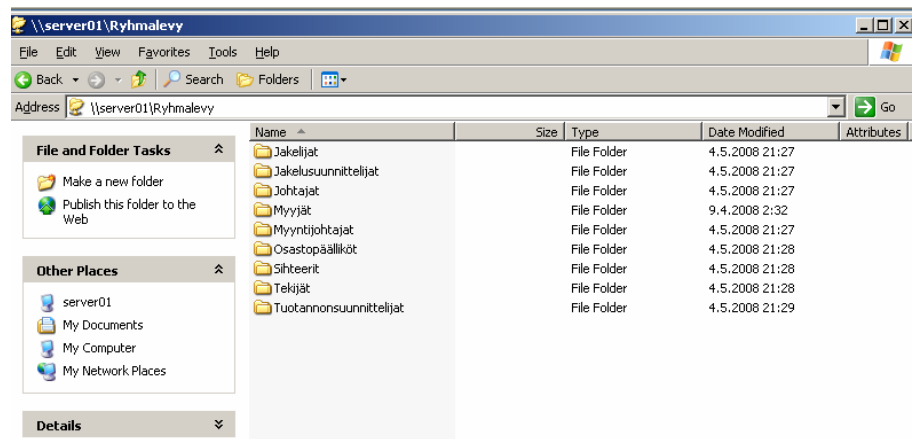 \\server01\Ryhmalevy
File Edit View Favorites Tools Help
Back Search Folders
Address \\server01\Ryhmalevy Go
File and Folder Tasks
Make a new folder
Publish this folder to the
Web
Other Places
server01
My Documents
My Computer
My Network Places
Details
Name Size Type Date Modified Attributes
Jakelijat File Folder 4.5.2008 21:27
Jakelusuunnittelijat File Folder 4.5.2008 21:27
Johtajat File Folder 4.5.2008 21:27
Myyjät File Folder 9.4.2008 2:32
Myyntijohtajat File Folder 4.5.2008 21:27
Osastopäälliköt File Folder 4.5.2008 21:28
Sihteerit File Folder 4.5.2008 21:28
Tekijät File Folder 4.5.2008 21:28
Tuotannonsuunnittelijat File Folder 4.5.2008 21:29